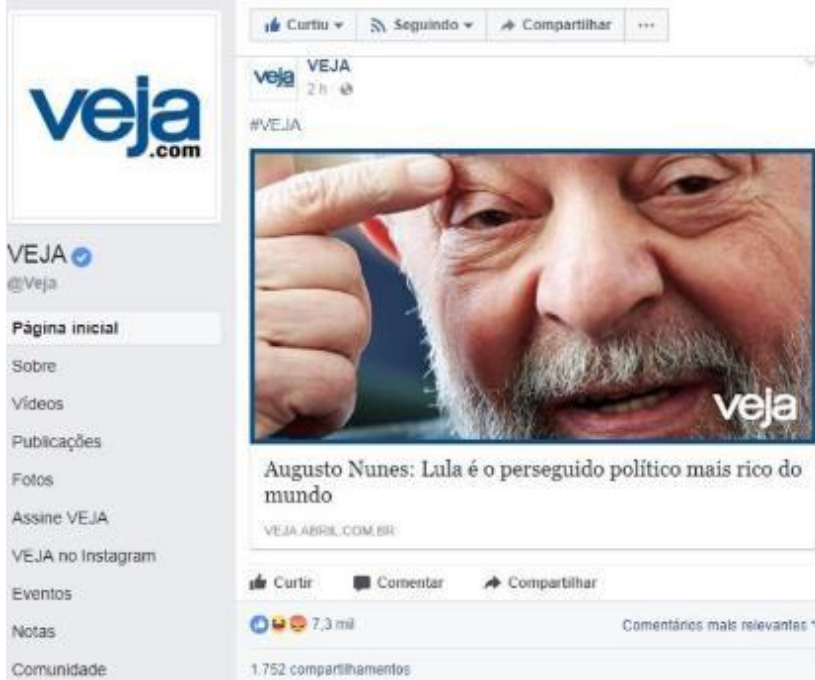 veja
.com
VEJA
@Veja
Página inicial
Sobre
Vídeos
Publicações
Fotos
Assine VEJA
VEJA no Instagram
Eventos
Notas
Comunidade
Curtiu Seguindo Compartilhar ...
veja VEJA
2 h
#VEJA
veja
Augusto Nunes: Lula é o perseguido político mais rico do
mundo
VEJA.ABRIL.COM.BR
Curtir Comentar Compartilhar
7,3 mil Comentários mais relevantes
1.752 compartilhamentos